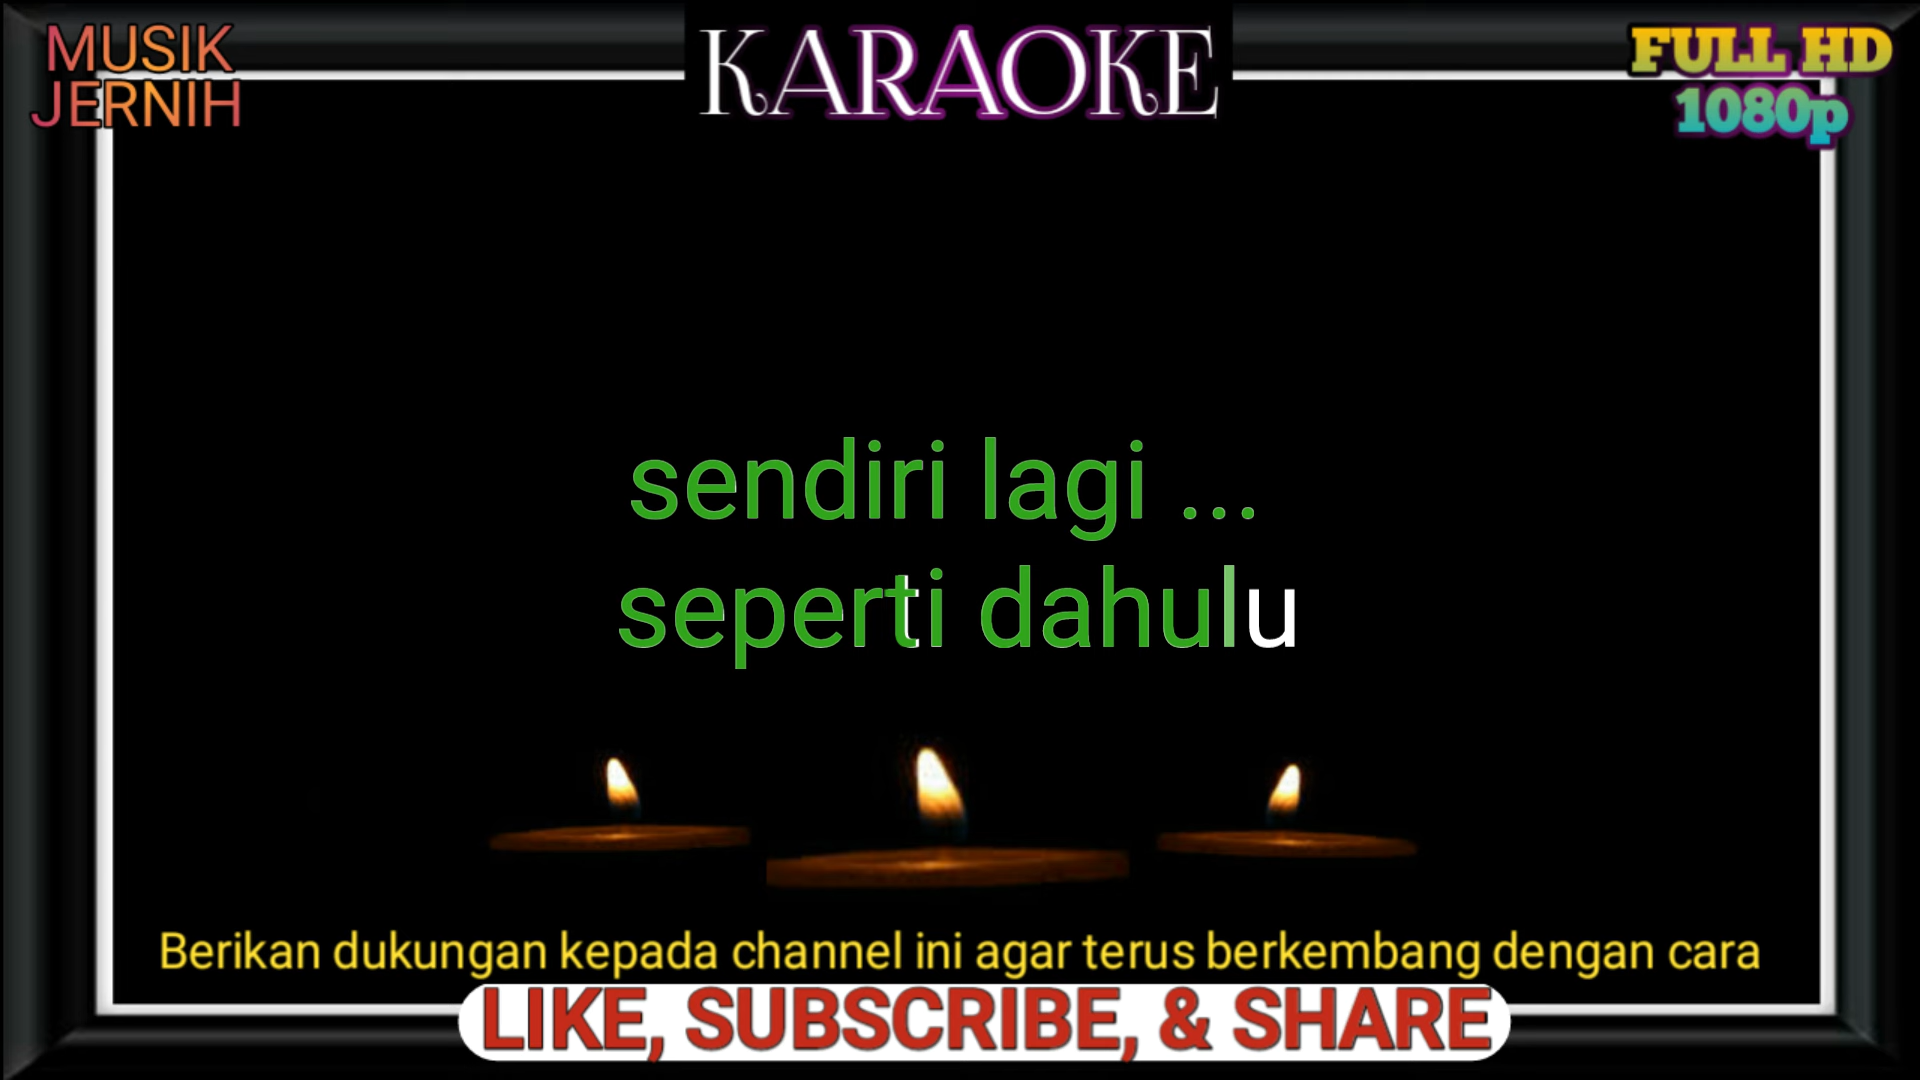 MUSIK
JERNIH
KARAOKE
FULL HD
1080p
sendiri lagi ...
seperti dahulu
Berikan dukungan kepada channel ini agar terus berkembang dengan cara
LIKE, SUBSCRIBE, & SHARE